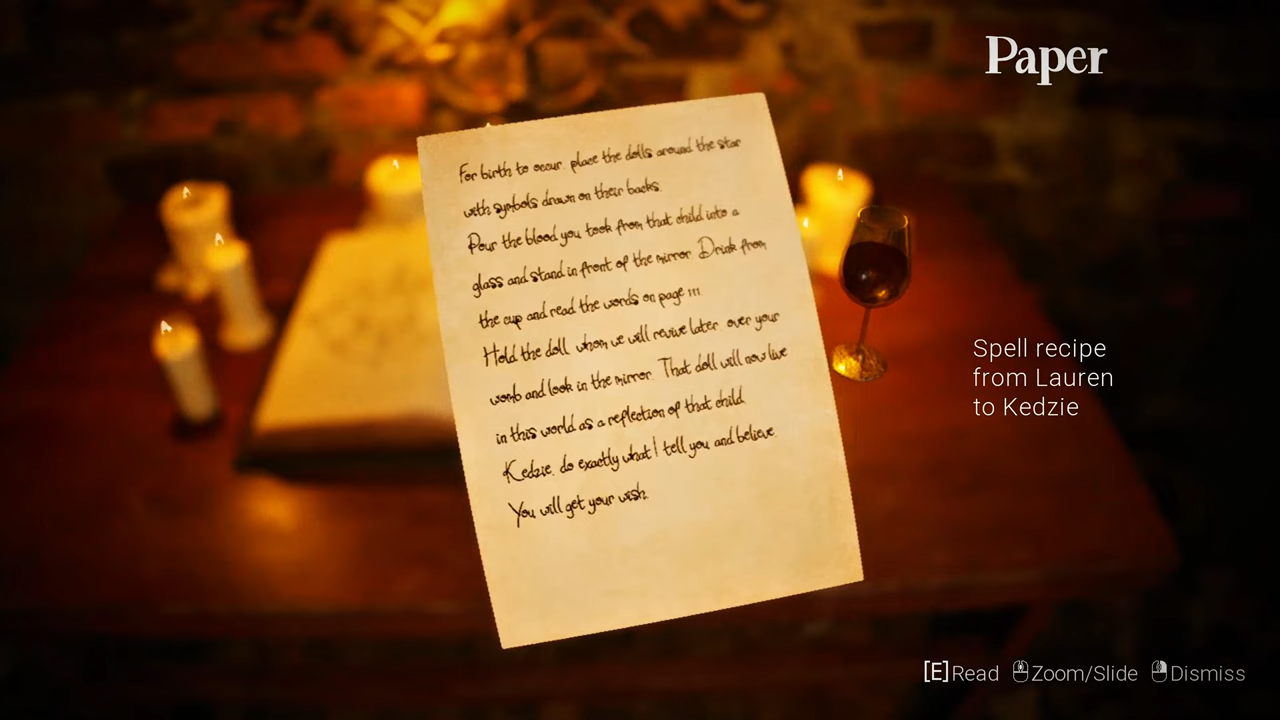 Paper
For birth to occur, place the dolls around the star
with symbols drawn on their backs.
Pour the blood you took from that child into a
glass and stand in front of the mirror. Drink from
the cup and read the words on page 111.
Hold the doll, whom we will revive later, over your
womb and look in the mirror. That doll will now live
in this world as a reflection of that child.
Kedzie, do exactly what I tell you and believe.
You will get your wish.
Spell recipe
from Lauren
to Kedzie
[E]Read Zoom/Slide Dismiss